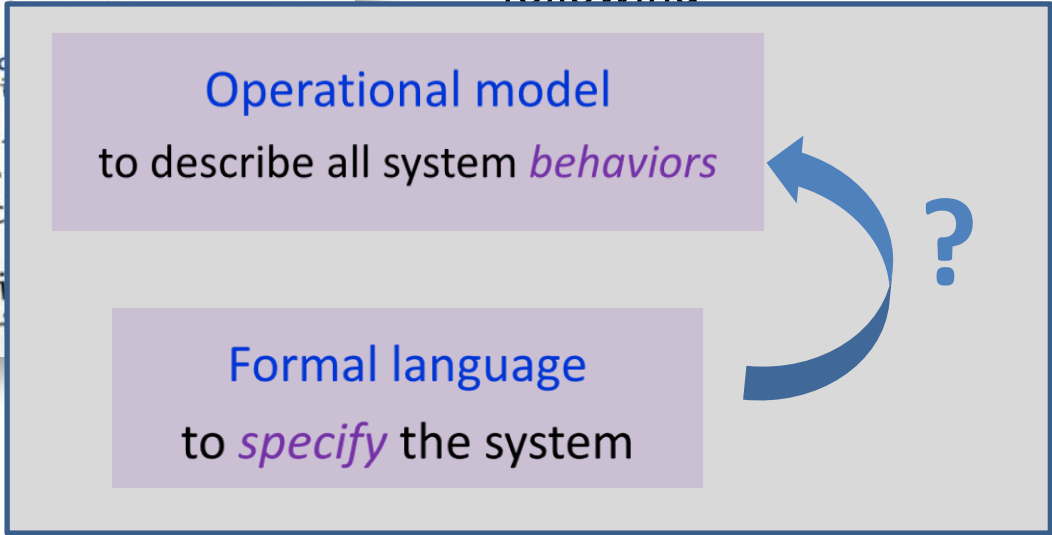 Operational model
to describe all system behaviors
?
Formal language
to specify the system